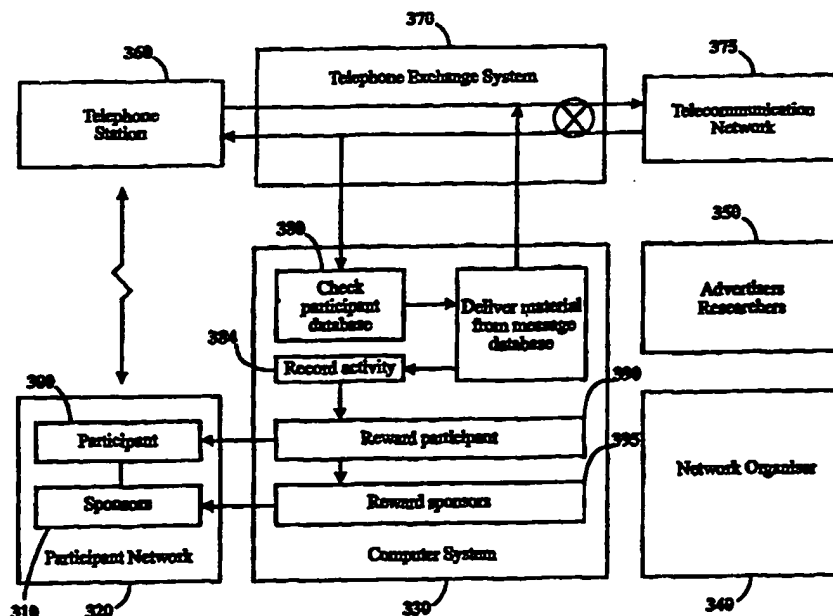 370
360
375
Telephone Exchange System
Telephone
Station
Telecommunication
Network
380
350
Check
participant
database
Deliver material
from message
database
Advertisers
Researchers
384
Record activity
300
390
Participant
Reward participant
395
Network Organiser
Sponsors
Reward sponsors
Participant Network
Computer System
310
320
330
340